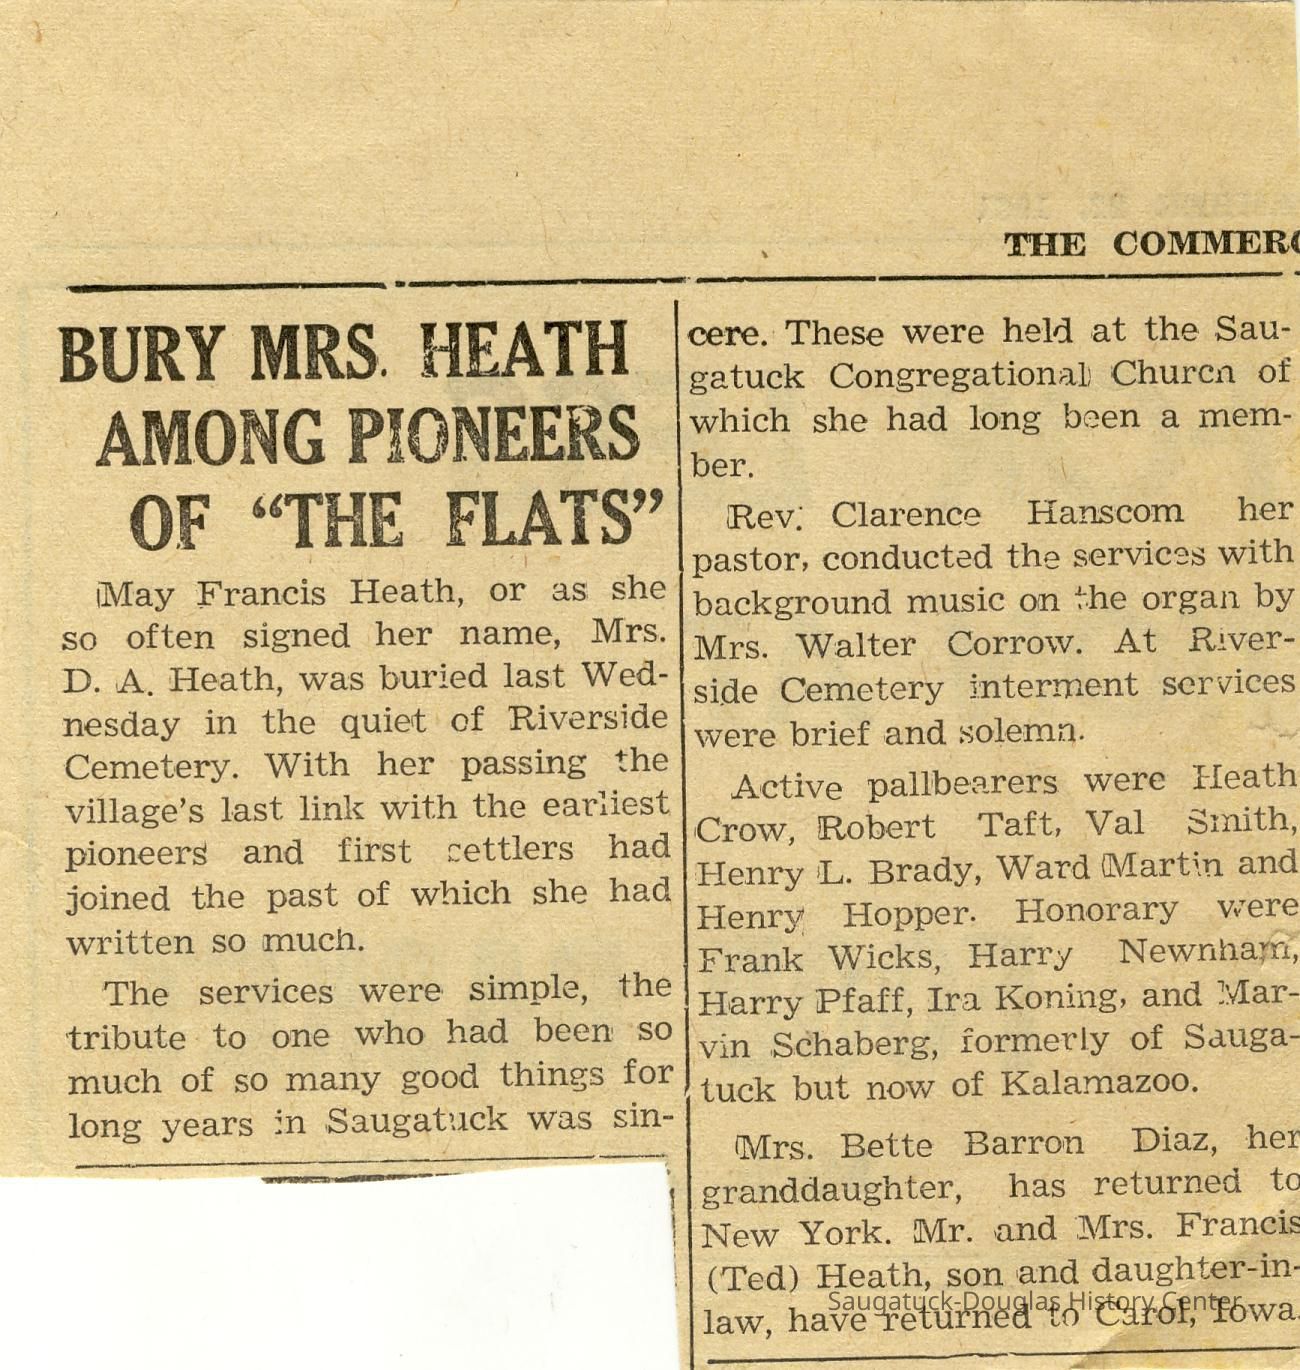 THE COMMERC
BURY MRS. HEATH
AMONG PIONEERS
OF “THE FLATS”
May Francis Heath, or as she
so often signed her name, Mrs.
D. A. Heath, was buried last Wed-
nesday in the quiet of Riverside
Cemetery. With her passing the
village's last link with the earliest
pioneers and first settlers had
joined the past of which she had
written so much.
The services were simple, the
tribute to one who had been so
much of so many good things for
long years in Saugatuck was sin-
cere. These were held at the Sau-
gatuck Congregational Church of
which she had long been a mem-
ber.
Rev. Clarence Hanscom her
pastor, conducted the services with
background music on the organ by
Mrs. Walter Corrow. At River-
side Cemetery interment services
were brief and solemn.
Active pallbearers were Heath
Crow, Robert Taft, Val Smith,
Henry L. Brady, Ward Martin and
Henry Hopper. Honorary were
Frank Wicks, Harry Newnham,
Harry Pfaff, Ira Koning, and Mar-
vin Schaberg, formerly of Sauga-
tuck but now of Kalamazoo.
Mrs. Bette Barron Diaz, her
granddaughter, has returned to
New York. Mr. and Mrs. Francis
(Ted) Heath, son and daughter-in-
law, have returned to Carol, Iowa.
Saugatuck-Douglas History Center